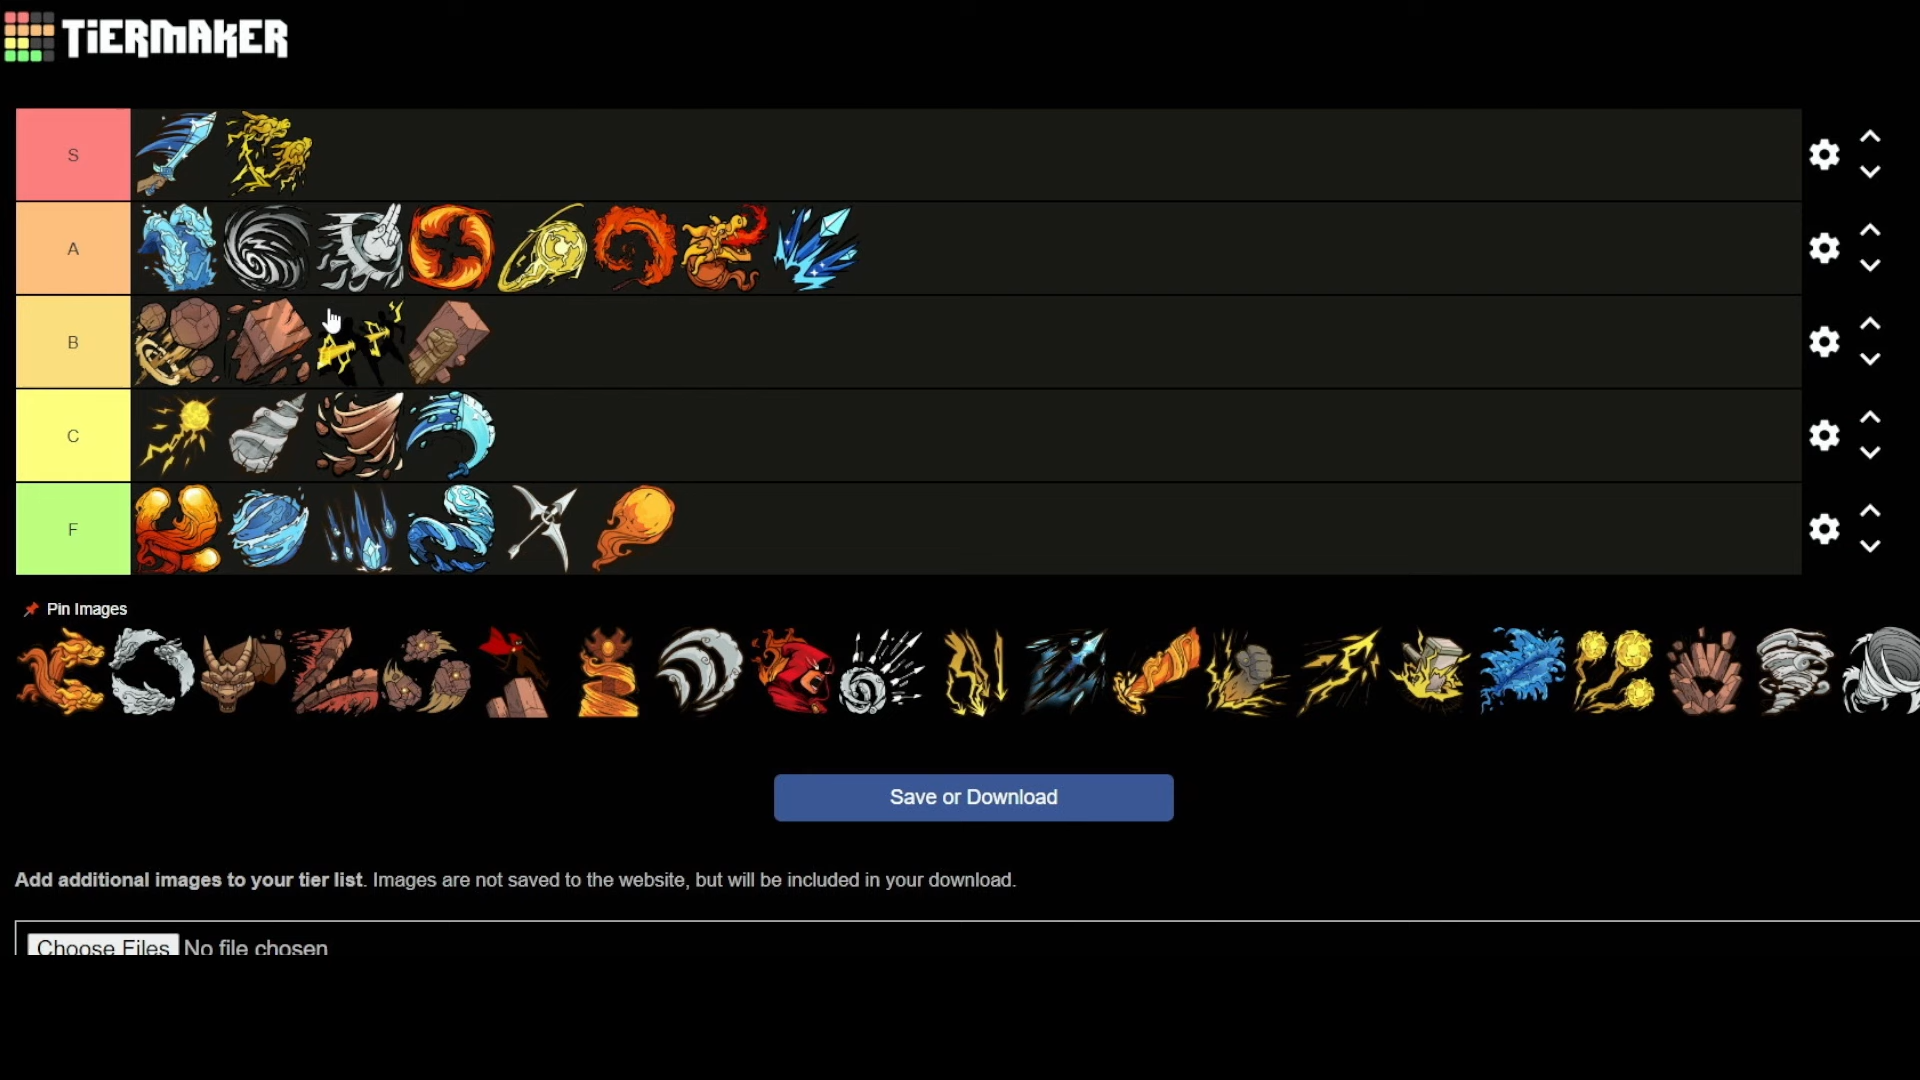 TiERMAKER
S
A
B
C
F
Pin Images
Save or Download
Add additional images to your tier list. Images are not saved to the website, but will be included in your download.
Choose Files No file chosen